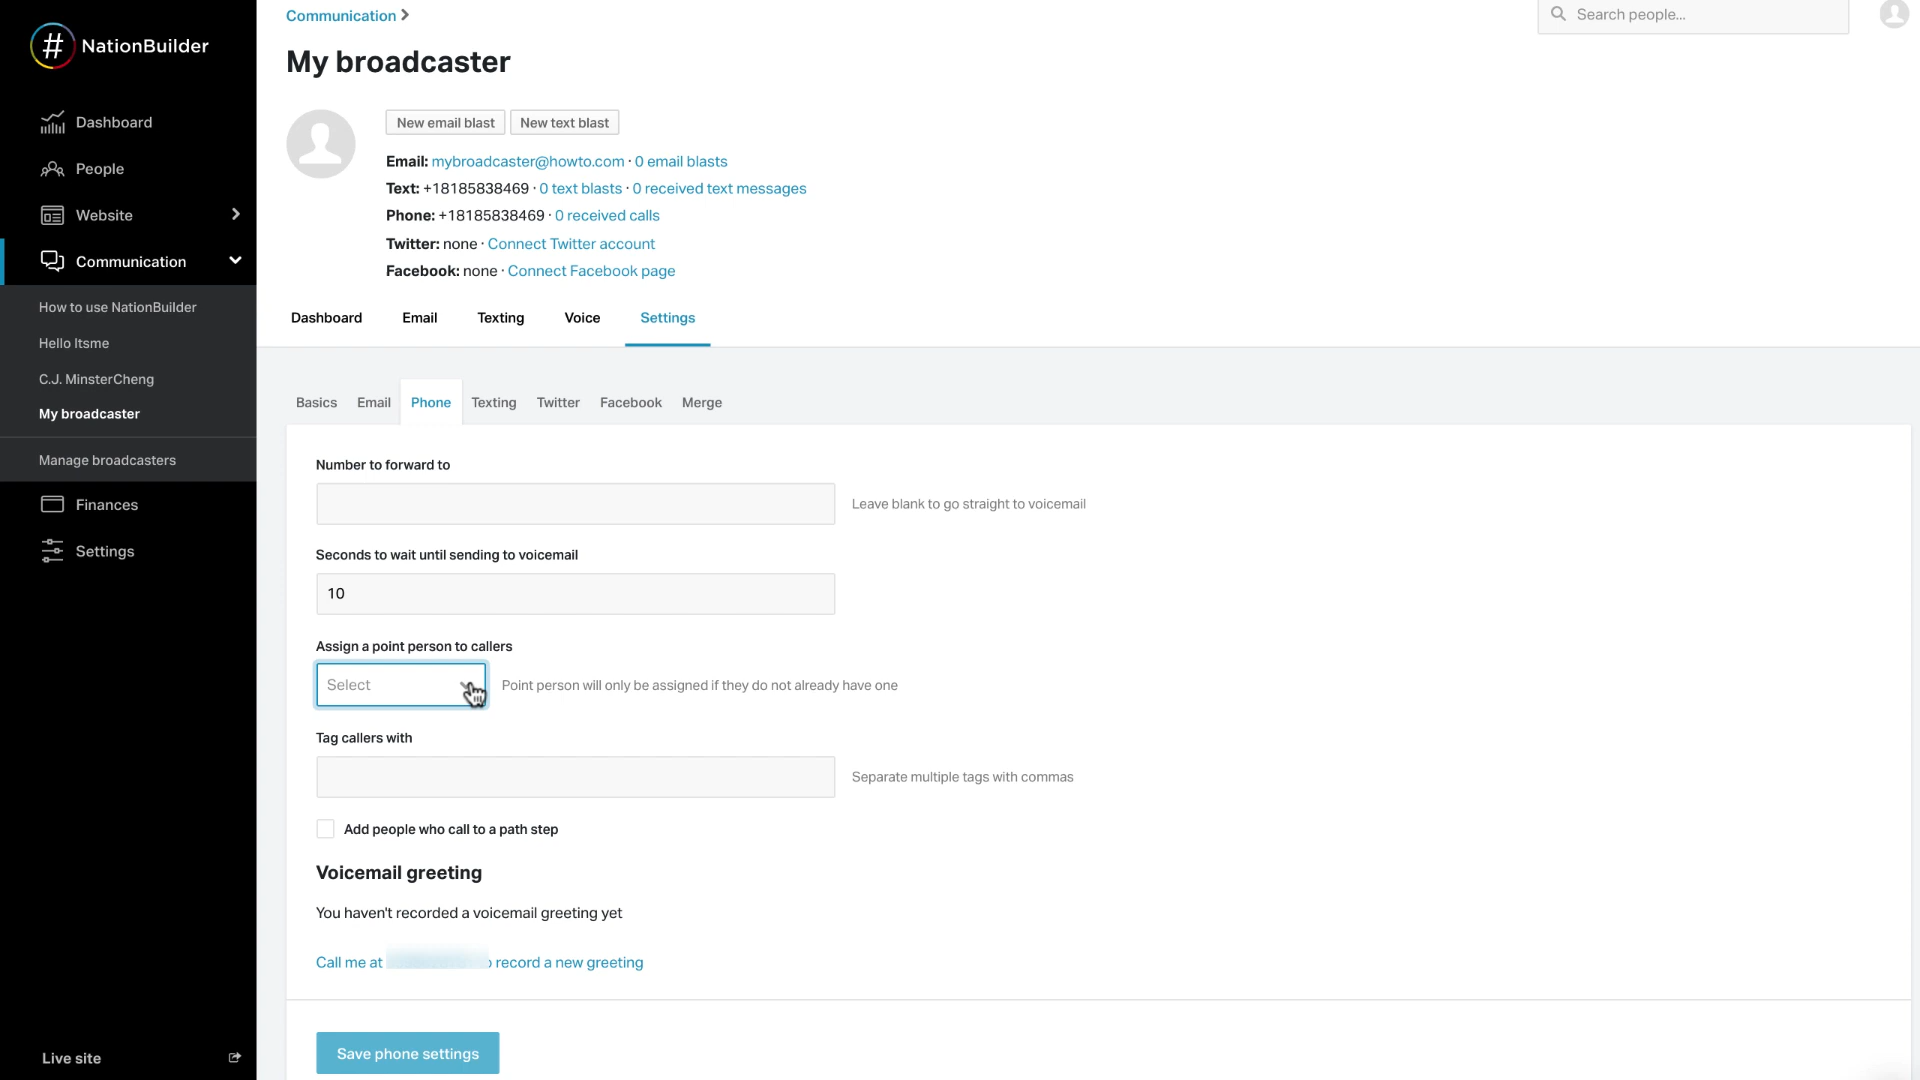 # NationBuilder
Dashboard
People
Website
Communication
How to use NationBuilder
Hello Itsme
C.J. MinsterCheng
My broadcaster
Manage broadcasters
Finances
Settings
Live site
Communication
Search people...
My broadcaster
New email blast New text blast
Email: mybroadcaster@howto.com · 0 email blasts
Text: +18185838469 · 0 text blasts · 0 received text messages
Phone: +18185838469 · 0 received calls
Twitter: none · Connect Twitter account
Facebook: none · Connect Facebook page
Dashboard Email Texting Voice Settings
Basics Email Phone Texting Twitter Facebook Merge
Number to forward to
Leave blank to go straight to voicemail
Seconds to wait until sending to voicemail
10
Assign a point person to callers
Select Point person will only be assigned if they do not already have one
Tag callers with
Separate multiple tags with commas
Add people who call to a path step
Voicemail greeting
You haven't recorded a voicemail greeting yet
Call me at record a new greeting
Save phone settings